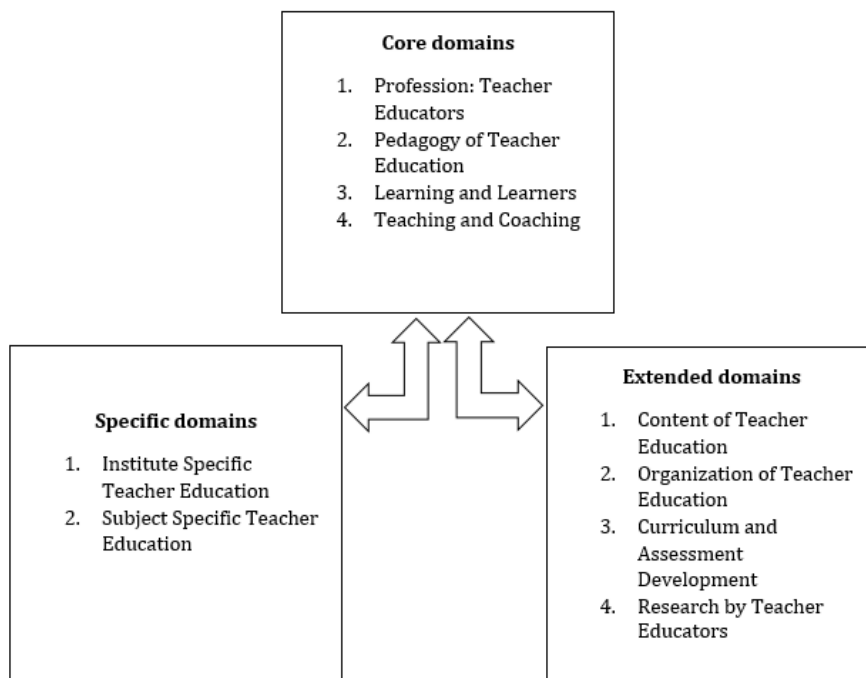 Core domains
1. Profession: Teacher
Educators
2. Pedagogy of Teacher
Education
3. Learning and Learners
4. Teaching and Coaching
Specific domains
1. Institute Specific
Teacher Education
2. Subject Specific Teacher
Education
Extended domains
1. Content of Teacher
Education
2. Organization of Teacher
Education
3. Curriculum and
Assessment
Development
4. Research by Teacher
Educators